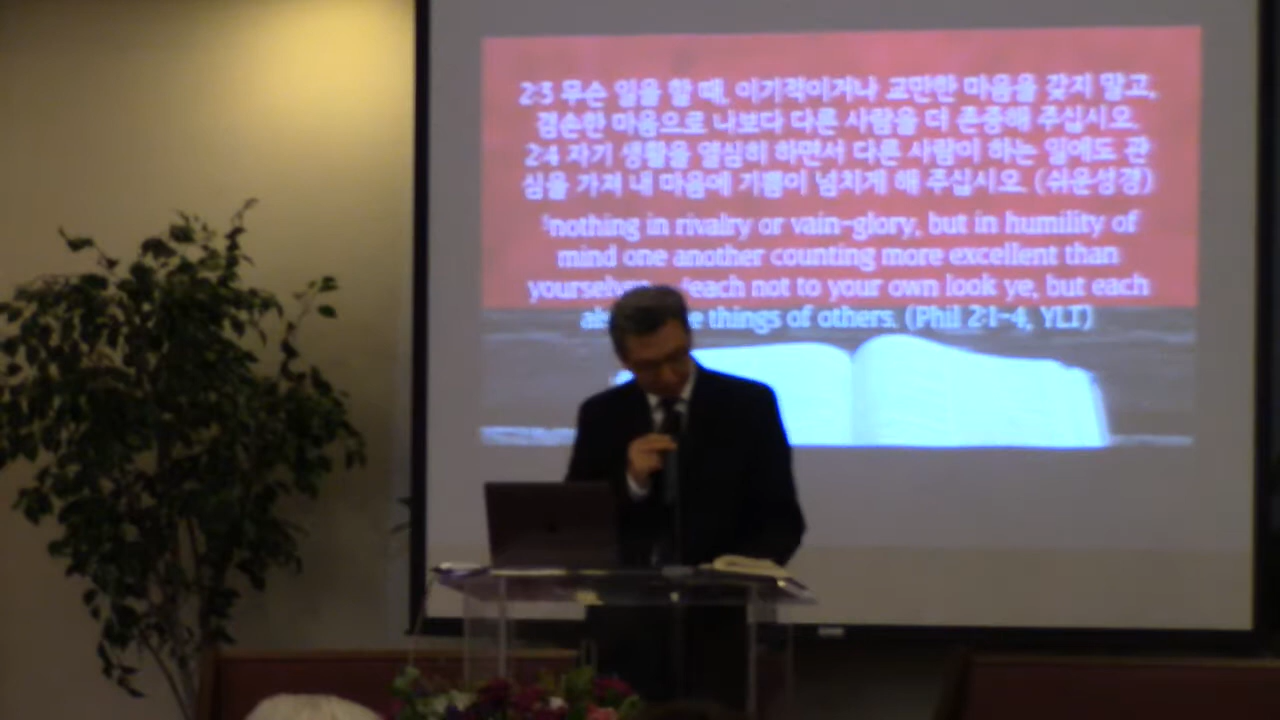 2:3 무슨 일을 할 때, 이기적이거나 교만한 마음을 갖지 말고,
겸손한 마음으로 나보다 다른 사람을 더 존중해 주십시오.
2:4 자기 생활을 열심히 하면서 다른 사람이 하는 일에도 관
심을 가져 내 마음에 기쁨이 넘치게 해 주십시오. (쉬운성경)
nothing in rivalry or vain-glory, but in humility of
mind one another counting more excellent than
each not to your own look ye, but each
things of others. (Phil 2:1-4, YLT)